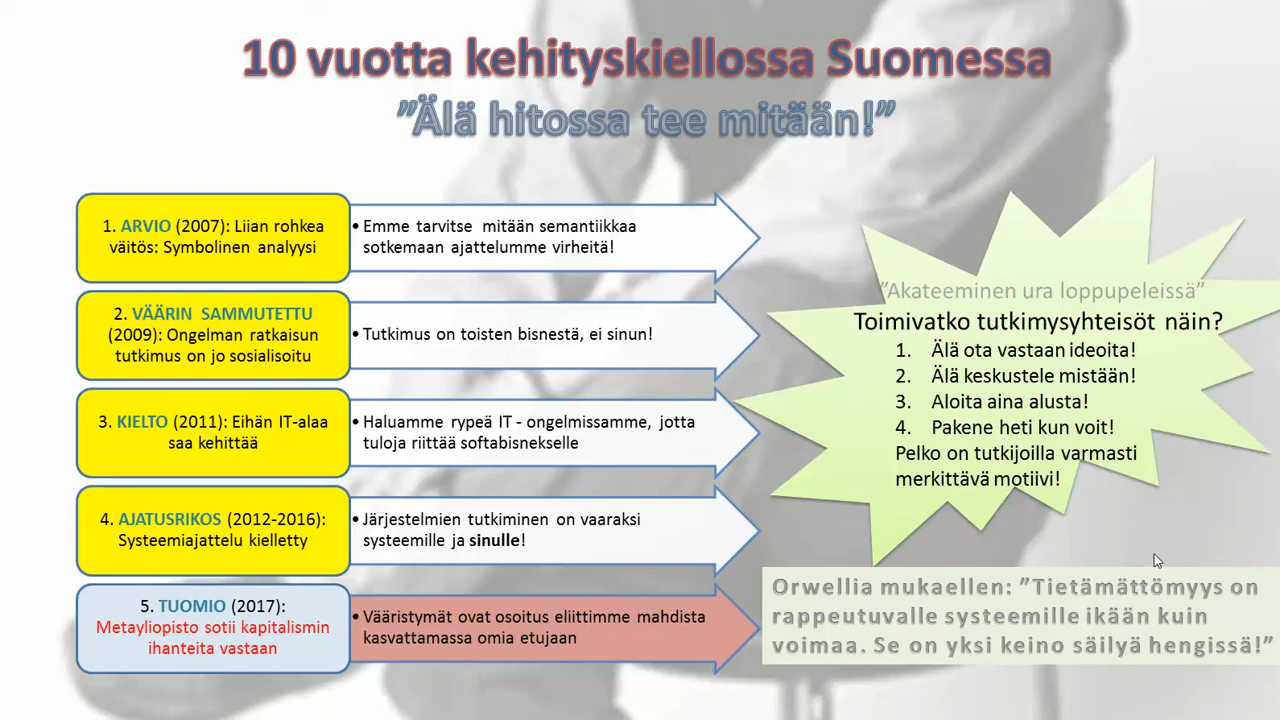 10 vuotta kehityskiellossa Suomessa
”Älä hitossa tee mitään!”
1. ARVIO (2007): Liian rohkea
väitös: Symbolinen analyysi
• Emme tarvitse mitään semantiikkaa
sotkemaan ajattelumme virheitä!
2. VÄÄRIN SAMMUTETTU
(2009): Ongelman ratkaisun
tutkimus on jo sosialisoitu
• Tutkimus on toisten bisnestä, ei sinun!
3. KIELTO (2011): Eihän IT-alaa
saa kehittää
• Haluamme rypeä IT - ongelmissamme, jotta
tuloja riittää softabisnekselle
4. AJATUSRIKOS (2012-2016):
Systeemiajattelu kielletty
• Järjestelmien tutkiminen on vaaraksi
systeemille ja sinulle!
5. TUOMIO (2017):
Metayliopisto sotii kapitalismin
ihanteita vastaan
• Vääristymät ovat osoitus eliittimme mahdista
kasvattamassa omia etujaan
”Akateeminen ura loppupeleissä”
Toimivatko tutkimysyhteisöt näin?
1. Älä ota vastaan ideoita!
2. Älä keskustele mistään!
3. Aloita aina alusta!
4. Pakene heti kun voit!
Pelko on tutkijoilla varmasti
merkittävä motiivi!
Orwellia mukaellen: ”Tietämättömyys on
rappeutuvalle systeemille ikään kuin
voimaa. Se on yksi keino säilyä hengissä!”